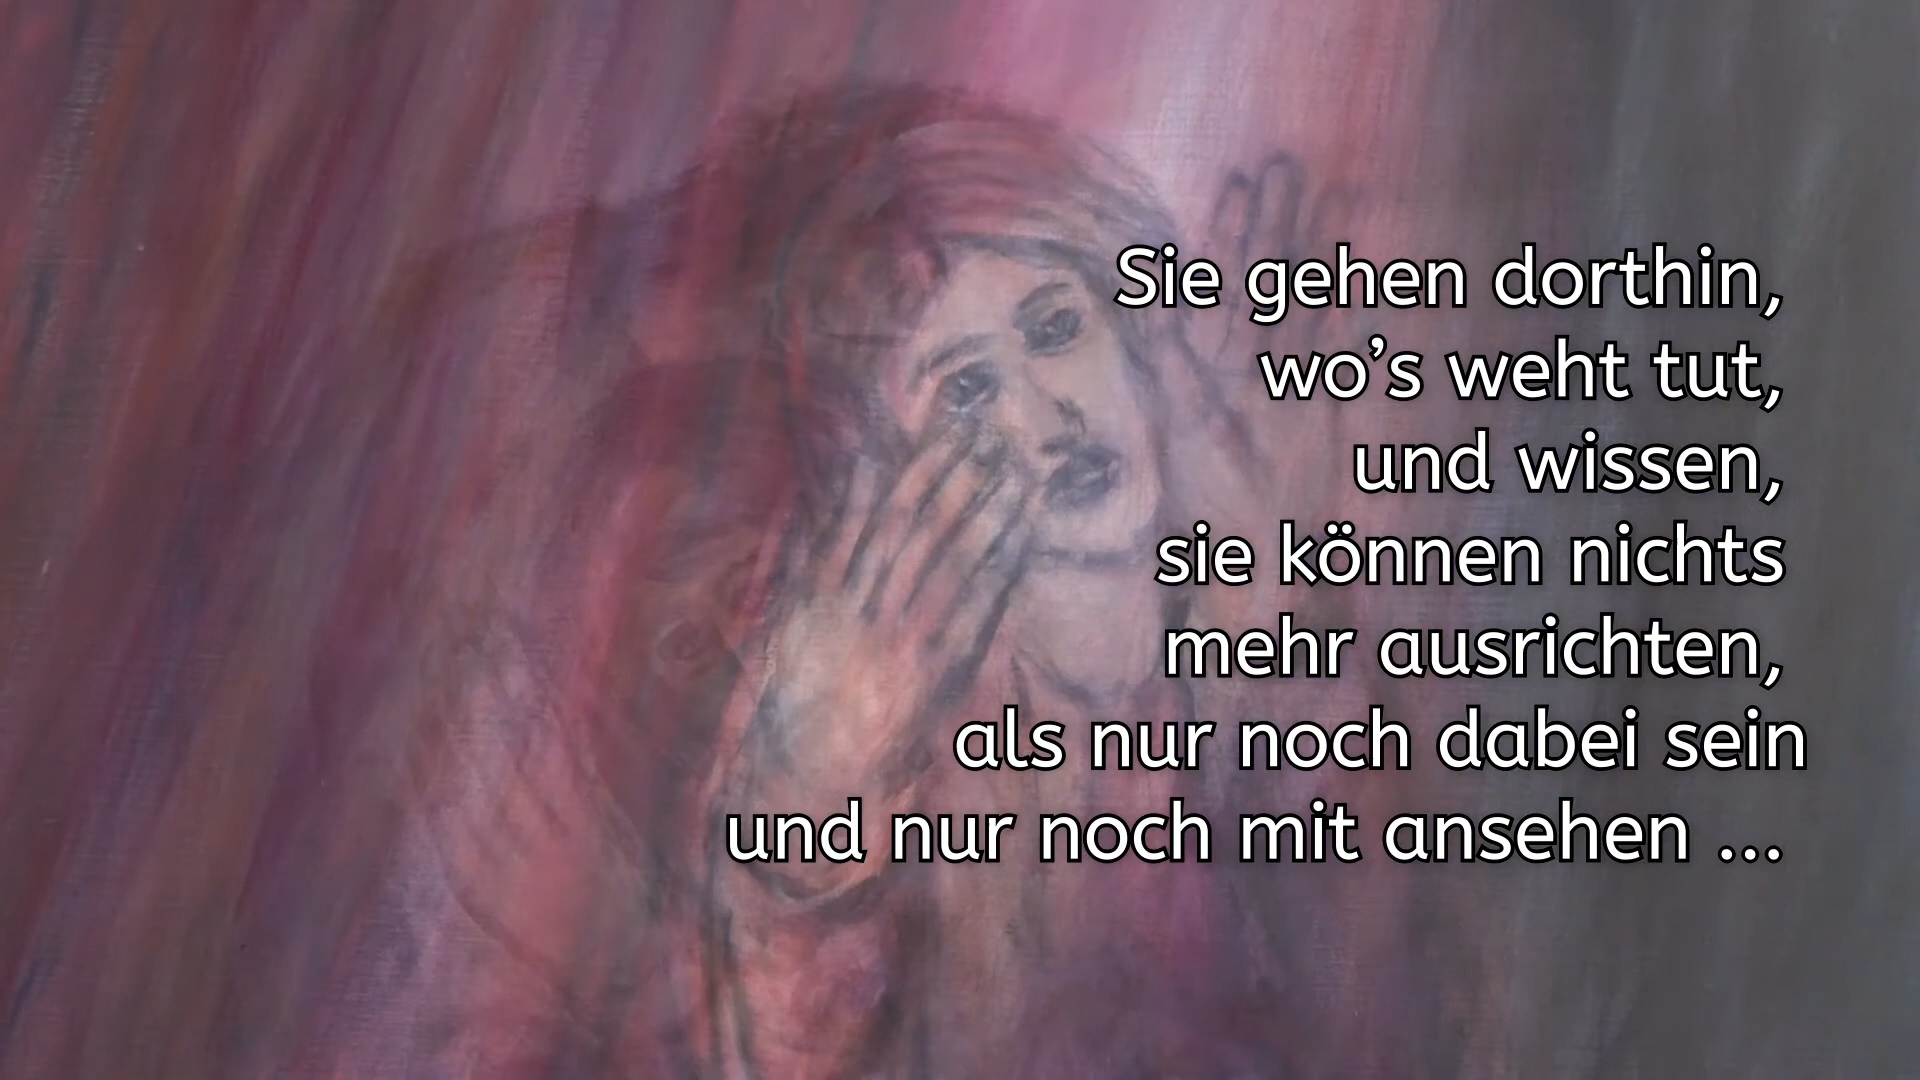 Sie gehen dorthin,
wo’s weht tut,
und wissen,
sie können nichts
mehr ausrichten,
als nur noch dabei sein
und nur noch mit ansehen ...